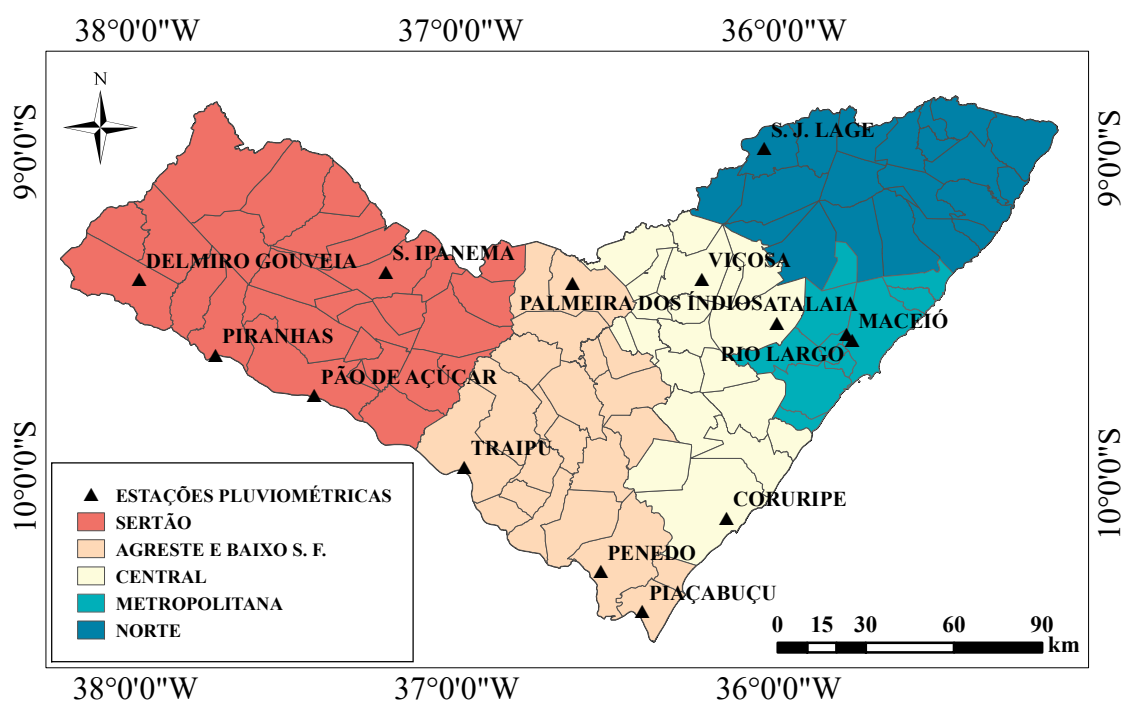 38°0'0"W 37°0'0"W 36°0'0"W
N
9°0'0"S
9°0'0"S
S. J. LAGE
DELMIRO GOUVEIA
S. IPANEMA
VIÇOSA
PALMEIRA DOS ÍNDIOS
ATALAIA
MACEIÓ
PIRANHAS
RIO LARGO
PÃO DE AÇÚCAR
TRAIPU
10°0'0"S
10°0'0"S
CORURIPE
PENEDO
PIAÇABUÇU
ESTAÇÕES PLUVIOMÉTRICAS
SERTÃO
AGRESTE E BAIXO S. F.
CENTRAL
METROPOLITANA
NORTE
0 15 30 60 90
km
38°0'0"W 37°0'0"W 36°0'0"W